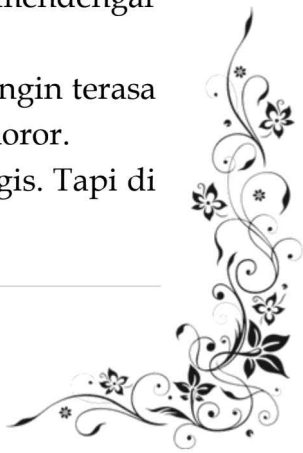 mendengar
ngin terasa
oror.
gis. Tapi di